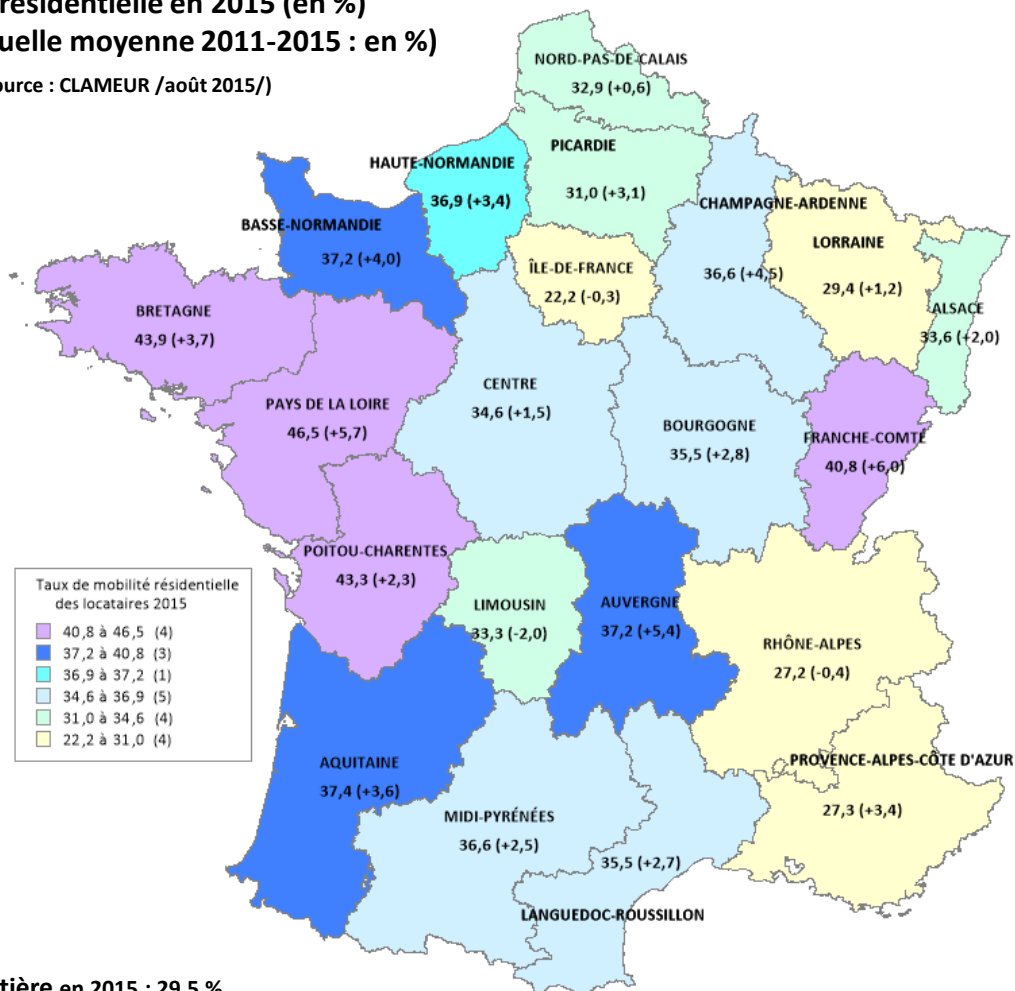 résidentielle en 2015 (en %)
uelle moyenne 2011-2015 : en %)
ource : CLAMEUR /août 2015/)
NORD-PAS-DE-CALAIS
32,9 (+0,6)
PICARDIE
31,0 (+3,1)
HAUTE-NORMANDIE
36,9 (+3,4)
BASSE-NORMANDIE
37,2 (+4,0)
CHAMPAGNE-ARDENNE
36,6 (+4,5)
LORRAINE
29,4 (+1,2)
ÎLE-DE-FRANCE
22,2 (-0,3)
ALSACE
33,6 (+2,0)
BRETAGNE
43,9 (+3,7)
CENTRE
34,6 (+1,5)
PAYS DE LA LOIRE
46,5 (+5,7)
BOURGOGNE
35,5 (+2,8)
FRANCHE-COMTÉ
40,8 (+6,0)
POITOU-CHARENTES
43,3 (+2,3)
LIMOUSIN
33,3 (-2,0)
AUVERGNE
37,2 (+5,4)
RHÔNE-ALPES
27,2 (-0,4)
Taux de mobilité résidentielle
des locataires 2015
40,8 à 46,5 (4)
37,2 à 40,8 (3)
36,9 à 37,2 (1)
34,6 à 36,9 (5)
31,0 à 34,6 (4)
22,2 à 31,0 (4)
AQUITAINE
37,4 (+3,6)
PROVENCE-ALPES-CÔTE D'AZUR
27,3 (+3,4)
MIDI-PYRÉNÉES
36,6 (+2,5)
35,5 (+2,7)
LANGUEDOC-ROUSSILLON
tière en 2015 : 29,5 %